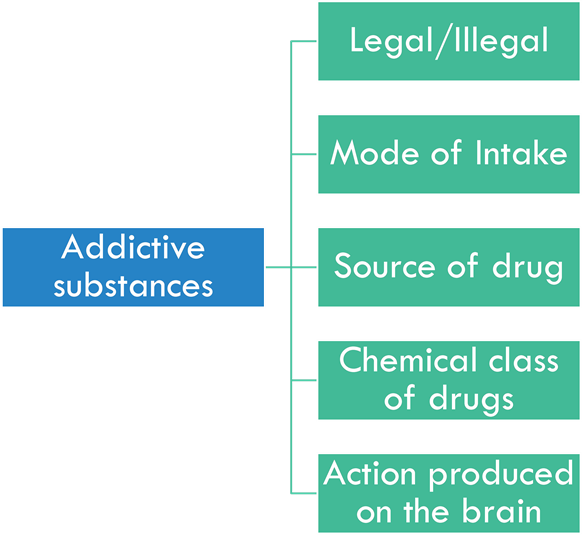 Legal/Illegal
Mode of Intake
Addictive
substances
Source of drug
Chemical class
of drugs
Action produced
on the brain